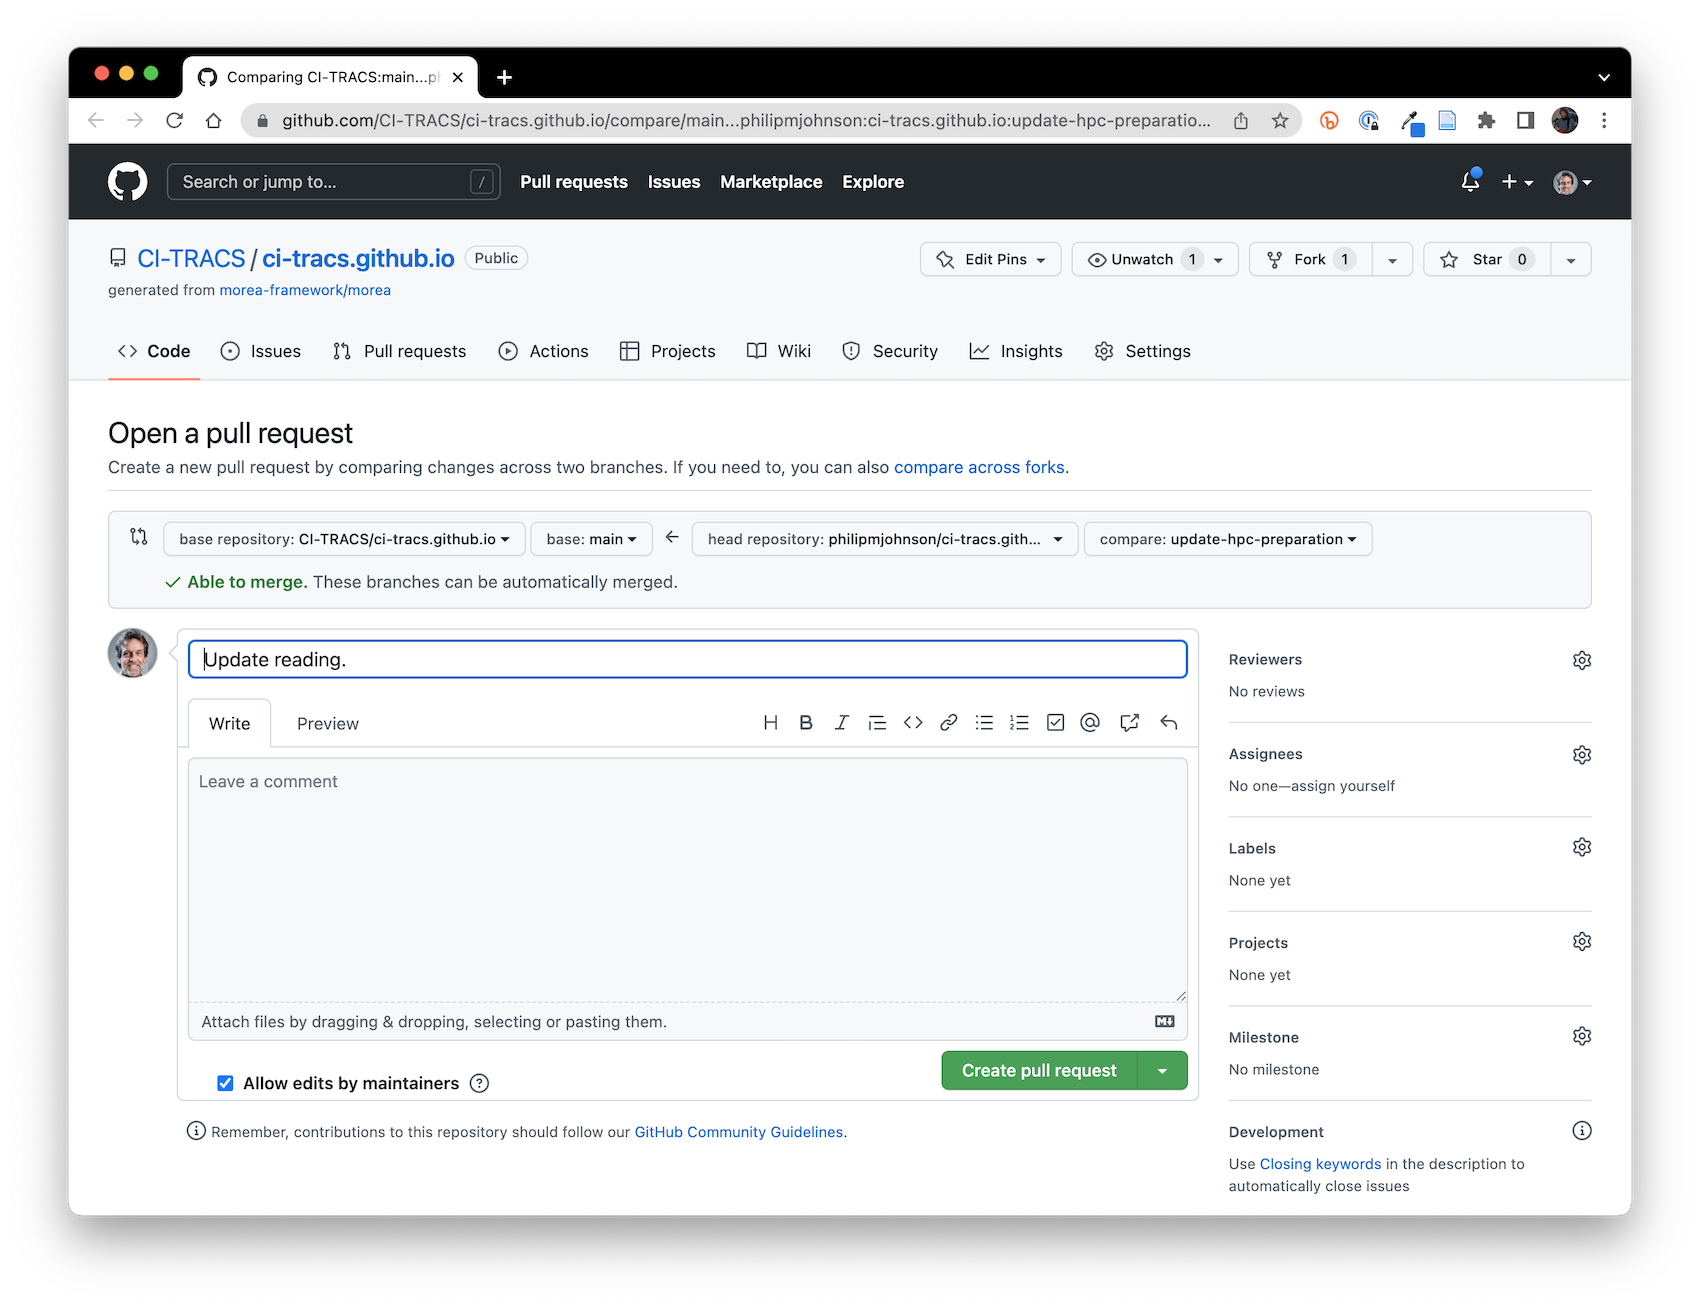 Comparing CI-TRACS:main...ph
github.com/CI-TRACS/ci-tracs.github.io/compare/main...philipmjohnson:ci-tracs.github.io:update-hpc-preparatio...
Search or jump to... / Pull requests Issues Marketplace Explore
CI-TRACS / ci-tracs.github.io Public Edit Pins Unwatch 1 Fork 1 Star 0
generated from morea-framework/morea
Code Issues Pull requests Actions Projects Wiki Security Insights Settings
Open a pull request
Create a new pull request by comparing changes across two branches. If you need to, you can also compare across forks.
base repository: CI-TRACS/ci-tracs.github.io base: main head repository: philipmjohnson/ci-tracs.gith... compare: update-hpc-preparation
Able to merge. These branches can be automatically merged.
Update reading.
Write Preview
Leave a comment
Attach files by dragging & dropping, selecting or pasting them.
Allow edits by maintainers
Create pull request
Remember, contributions to this repository should follow our GitHub Community Guidelines.
Reviewers
No reviews
Assignees
No one—assign yourself
Labels
None yet
Projects
None yet
Milestone
No milestone
Development
Use Closing keywords in the description to
automatically close issues